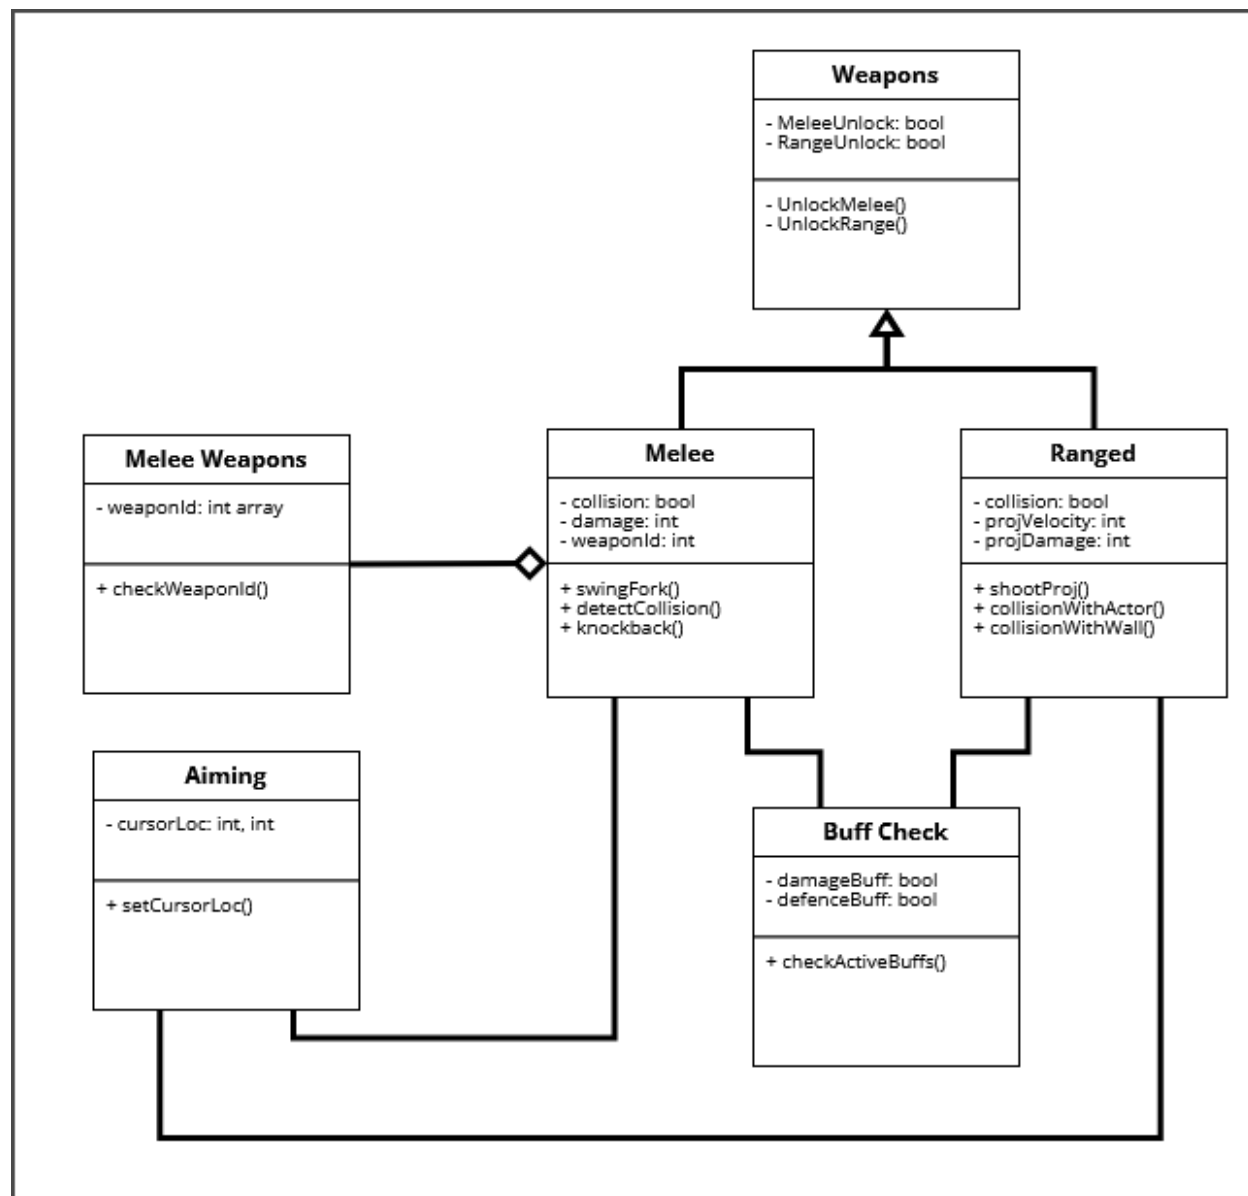 Weapons
- MeleeUnlock: bool
- RangeUnlock: bool
- UnlockMelee()
- UnlockRange()
Melee Weapons
- weaponId: int array
+ checkWeaponId()
Melee
- collision: bool
- damage: int
- weaponId: int
+ swingFork()
+ detectCollision()
+ knockback()
Ranged
- collision: bool
- projVelocity: int
- projDamage: int
+ shootProj()
+ collisionWithActor()
+ collisionWithWall()
Aiming
- cursorLoc: int, int
+ setCursorLoc()
Buff Check
- damageBuff: bool
- defenceBuff: bool
+ checkActiveBuffs()